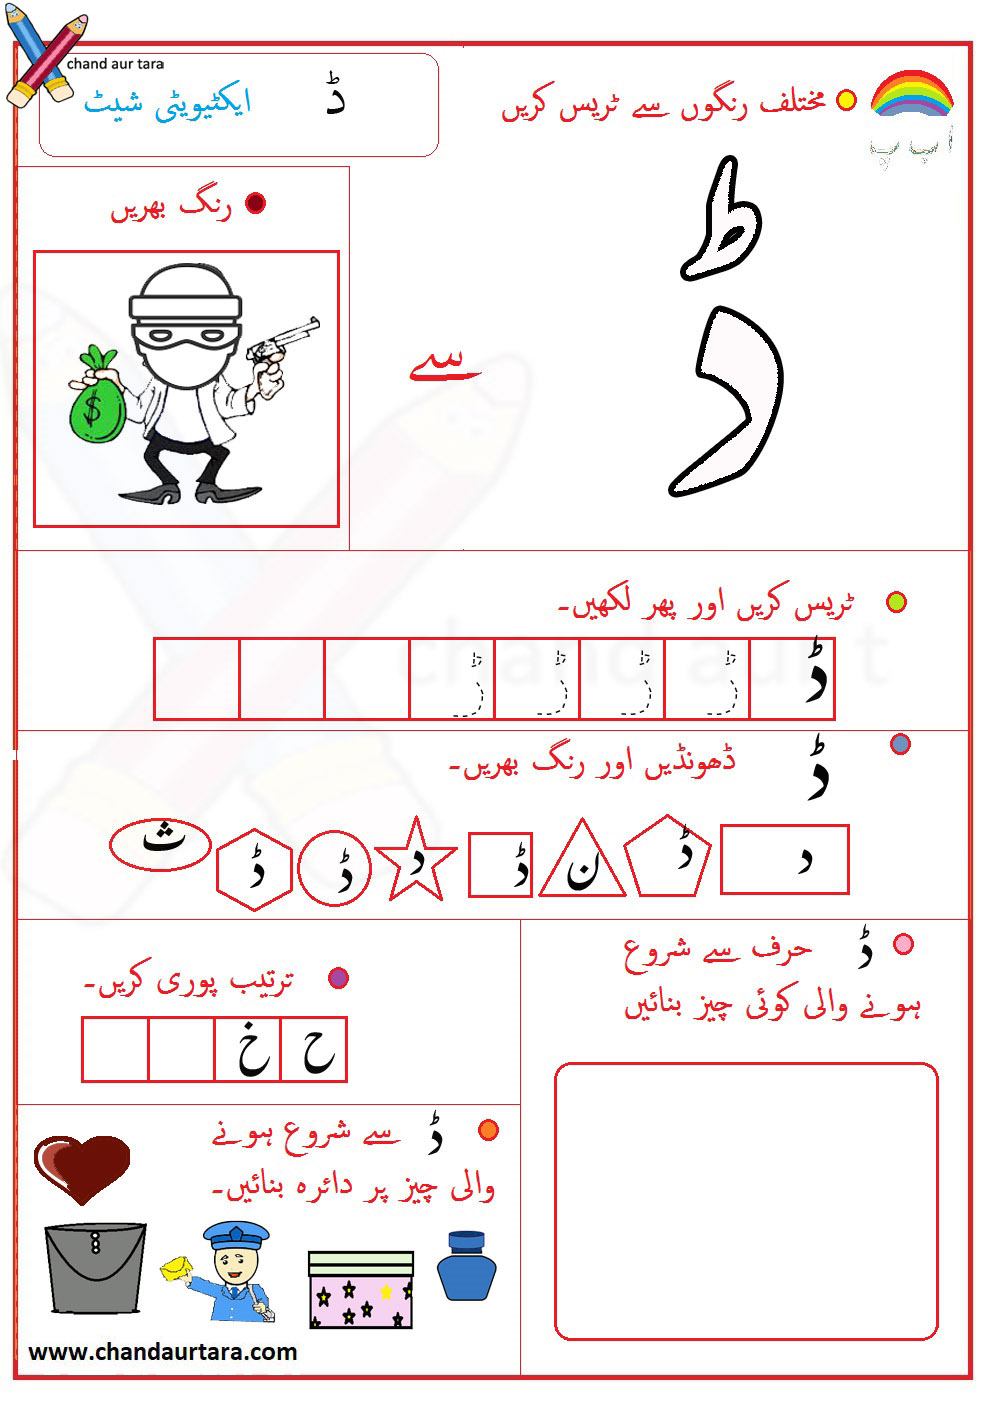 chand aur tara
ڈ ایکٹیویٹی شیٹ
مختلف رنگوں سے ٹریس کریں
ا پ پ
رنگ بھریں
ڈ
سے
$
ٹریس کریں اور پھر لکھیں۔
ڈ ڈ ڈ ڈ ڈ
ڈ ڈھونڈیں اور رنگ بھریں۔
د ڈ ن ڈ د ڈ ڈ ث
ڈ حرف سے شروع
ہونے والی کوئی چیز بنائیں
ترتیب پوری کریں۔
ح خ
ڈ سے شروع ہونے
والی چیز پر دائرہ بنائیں۔
www.chandaurtara.com